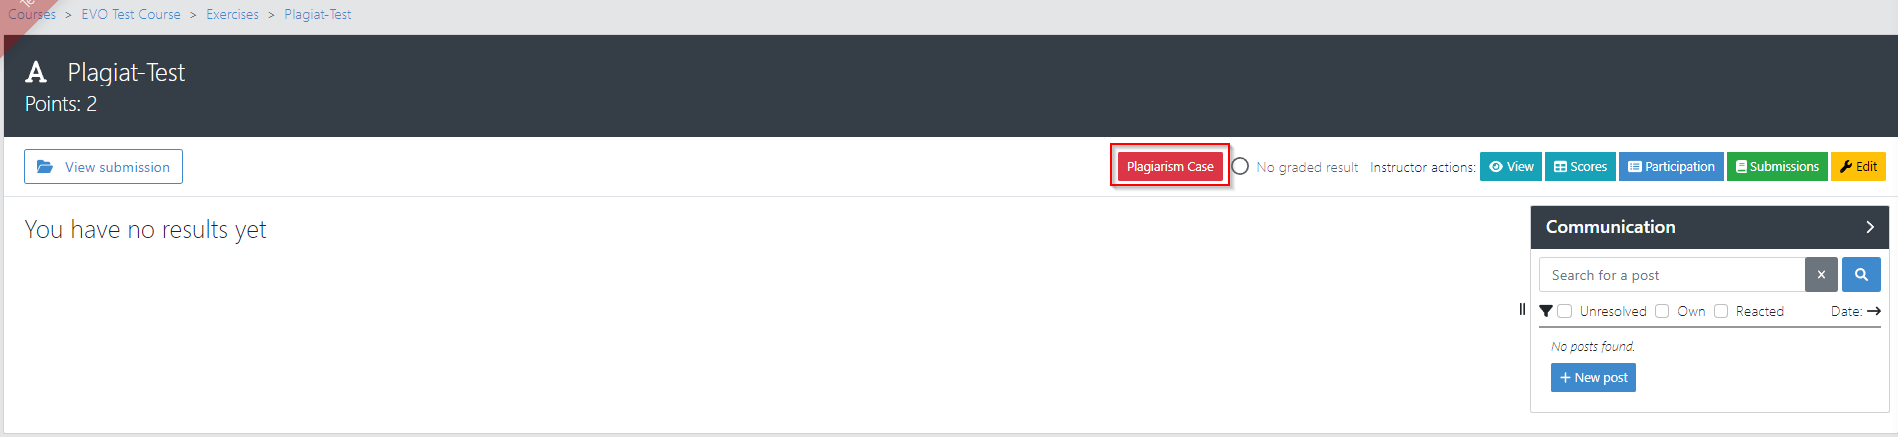 Courses > EVO Test Course > Exercises > Plagiat-Test
Plagiat-Test
Points: 2
View submission
Plagiarism Case No graded result Instructor actions: View Scores Participation Submissions Edit
You have no results yet
Communication
Search for a post
Unresolved Own Reacted Date:
No posts found.
+ New post